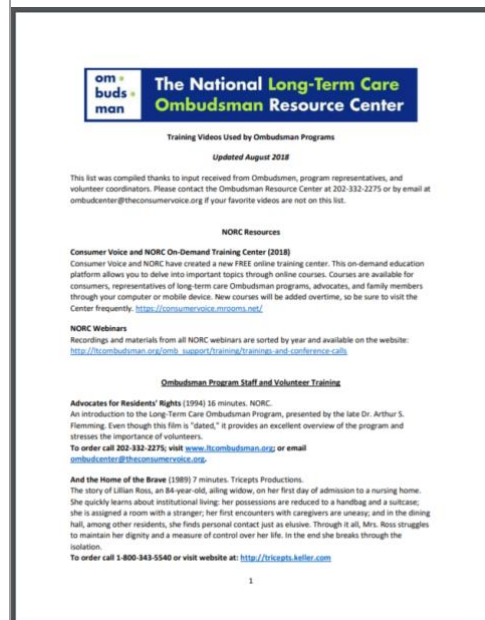 om
buds
man
The National Long-Term Care
Ombudsman Resource Center
Training Videos Used by Ombudsman Programs
Updated August 2018
This list was compiled thanks to input received from Ombudsmen, program representatives, and
volunteer coordinators. Please contact the Ombudsman Resource Center at 202-332-2275 or by email at
ombudcenter@theconsumervoice.org if your favorite videos are not on this list.
NORC Resources
Consumer Voice and NORC On-Demand Training Center (2018)
Consumer Voice and NORC have created a new FREE online training center. This on-demand education
platform allows you to delve into important topics through online courses. Courses are available for
consumers, representatives of long-term care Ombudsman programs, advocates, and family members
through your computer or mobile device. New courses will be added overtime, so be sure to visit the
Center frequently. https://consumervoice.mrooms.net/
NORC Webinars
Recordings and materials from all NORC webinars are sorted by year and available on the website:
http://ltcombudsman.org/omb_support/training/trainings-and-conference-calls
Ombudsman Program Staff and Volunteer Training
Advocates for Residents' Rights (1994) 16 minutes. NORC.
An introduction to the Long-Term Care Ombudsman Program, presented by the late Dr. Arthur S.
Flemming. Even though this film is "dated," it provides an excellent overview of the program and
stresses the importance of volunteers.
To order call 202-332-2275; visit www.ltcombudsman.org; or email
ombudcenter@theconsumervoice.org.
And the Home of the Brave (1989) 7 minutes. Tricepts Productions.
The story of Lillian Ross, an 84-year-old, ailing widow, on her first day of admission to a nursing home.
She quickly learns about institutional living: her possessions are reduced to a handbag and a suitcase;
she is assigned a room with a stranger; her first encounters with caregivers are uneasy; and in the dining
hall, among other residents, she finds personal contact just as elusive. Through it all, Mrs. Ross struggles
to maintain her dignity and a measure of control over her life. In the end she breaks through the
isolation.
To order call 1-800-343-5540 or visit website at: http://tricepts.keller.com
1